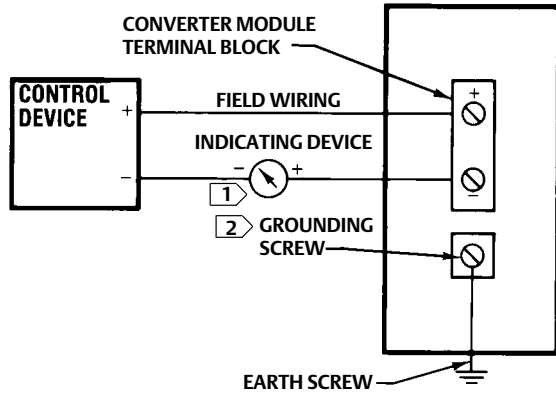 CONVERTER MODULE
TERMINAL BLOCK
CONTROL
DEVICE
+
FIELD WIRING
+
INDICATING DEVICE
−
− +
−
1
2 GROUNDING
SCREW
EARTH SCREW